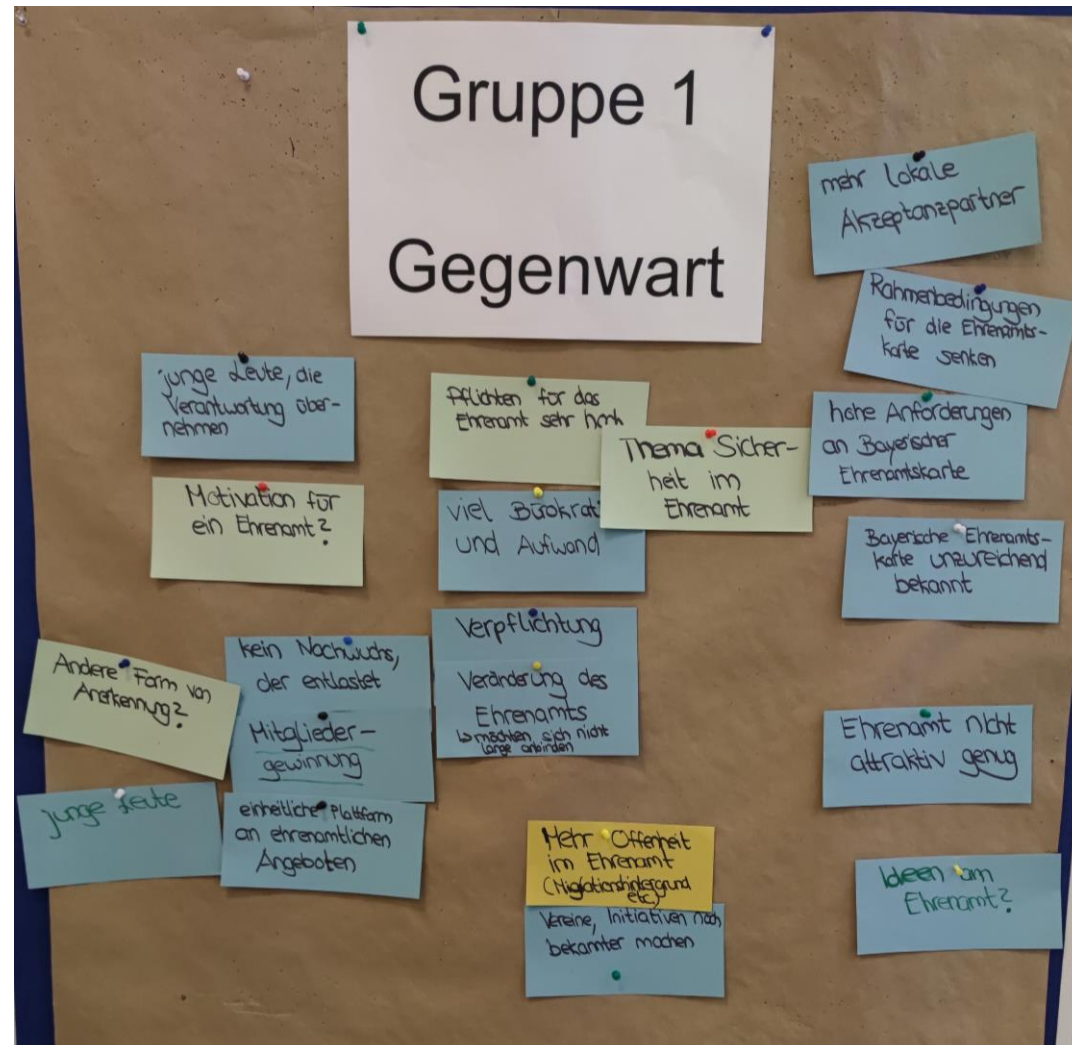 Gruppe 1
Gegenwart
mehr lokale
Akzeptanzpartner
Rahmenbedingungen
für die Ehrenamts-
karte senken
hohe Anforderungen
an Bayerischer
Ehrenamtskarte
Bayerische Ehrenamts-
karte unzureichend
bekannt
Ehrenamt nicht
attraktiv genug
Ideen am
Ehrenamt?
junge Leute, die
Verantwortung über-
nehmen
Motivation für
ein Ehrenamt?
Andere Form von
Anerkennung?
junge Leute
kein Nachwuchs,
der entlastet
Mitglieder-
gewinnung
einheitliche Plattform
an ehrenamtlichen
Angeboten
Pflichten für das
Ehrenamt sehr hoch
Thema Sicher-
heit im
Ehrenamt
viel Bürokrati
und Aufwand
Verpflichtung
Veränderung des
Ehrenamts
↳ möchten sich nicht
lange anbinden
Mehr Offenheit
im Ehrenamt
(Migrationshintergrund
etc)
Vereine, Initiativen noch
bekannter machen